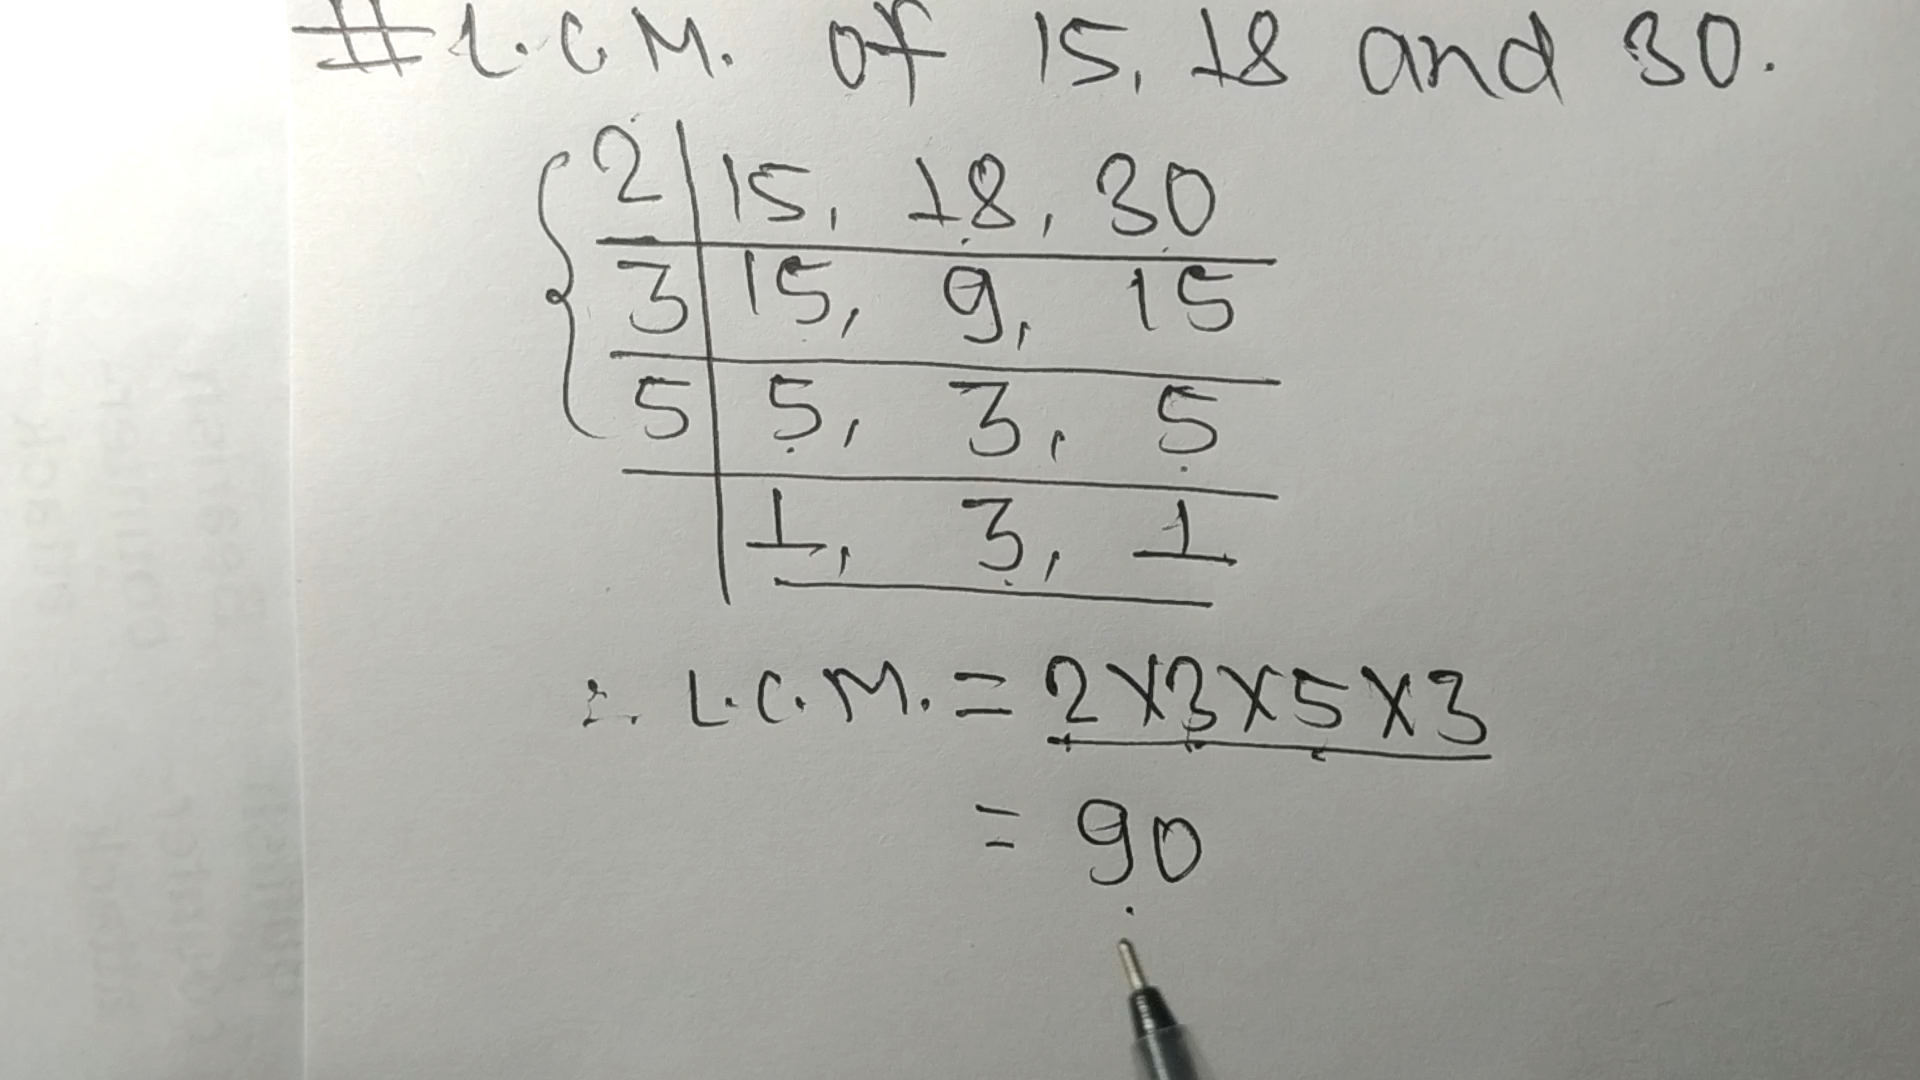 # L.C.M. of 15, 18 and 30.
2 | 15, 18, 30
3 | 15, 9, 15
5 | 5, 3, 5
| 1, 3, 1
∴ L.C.M. = 2×3×5×3
= 90